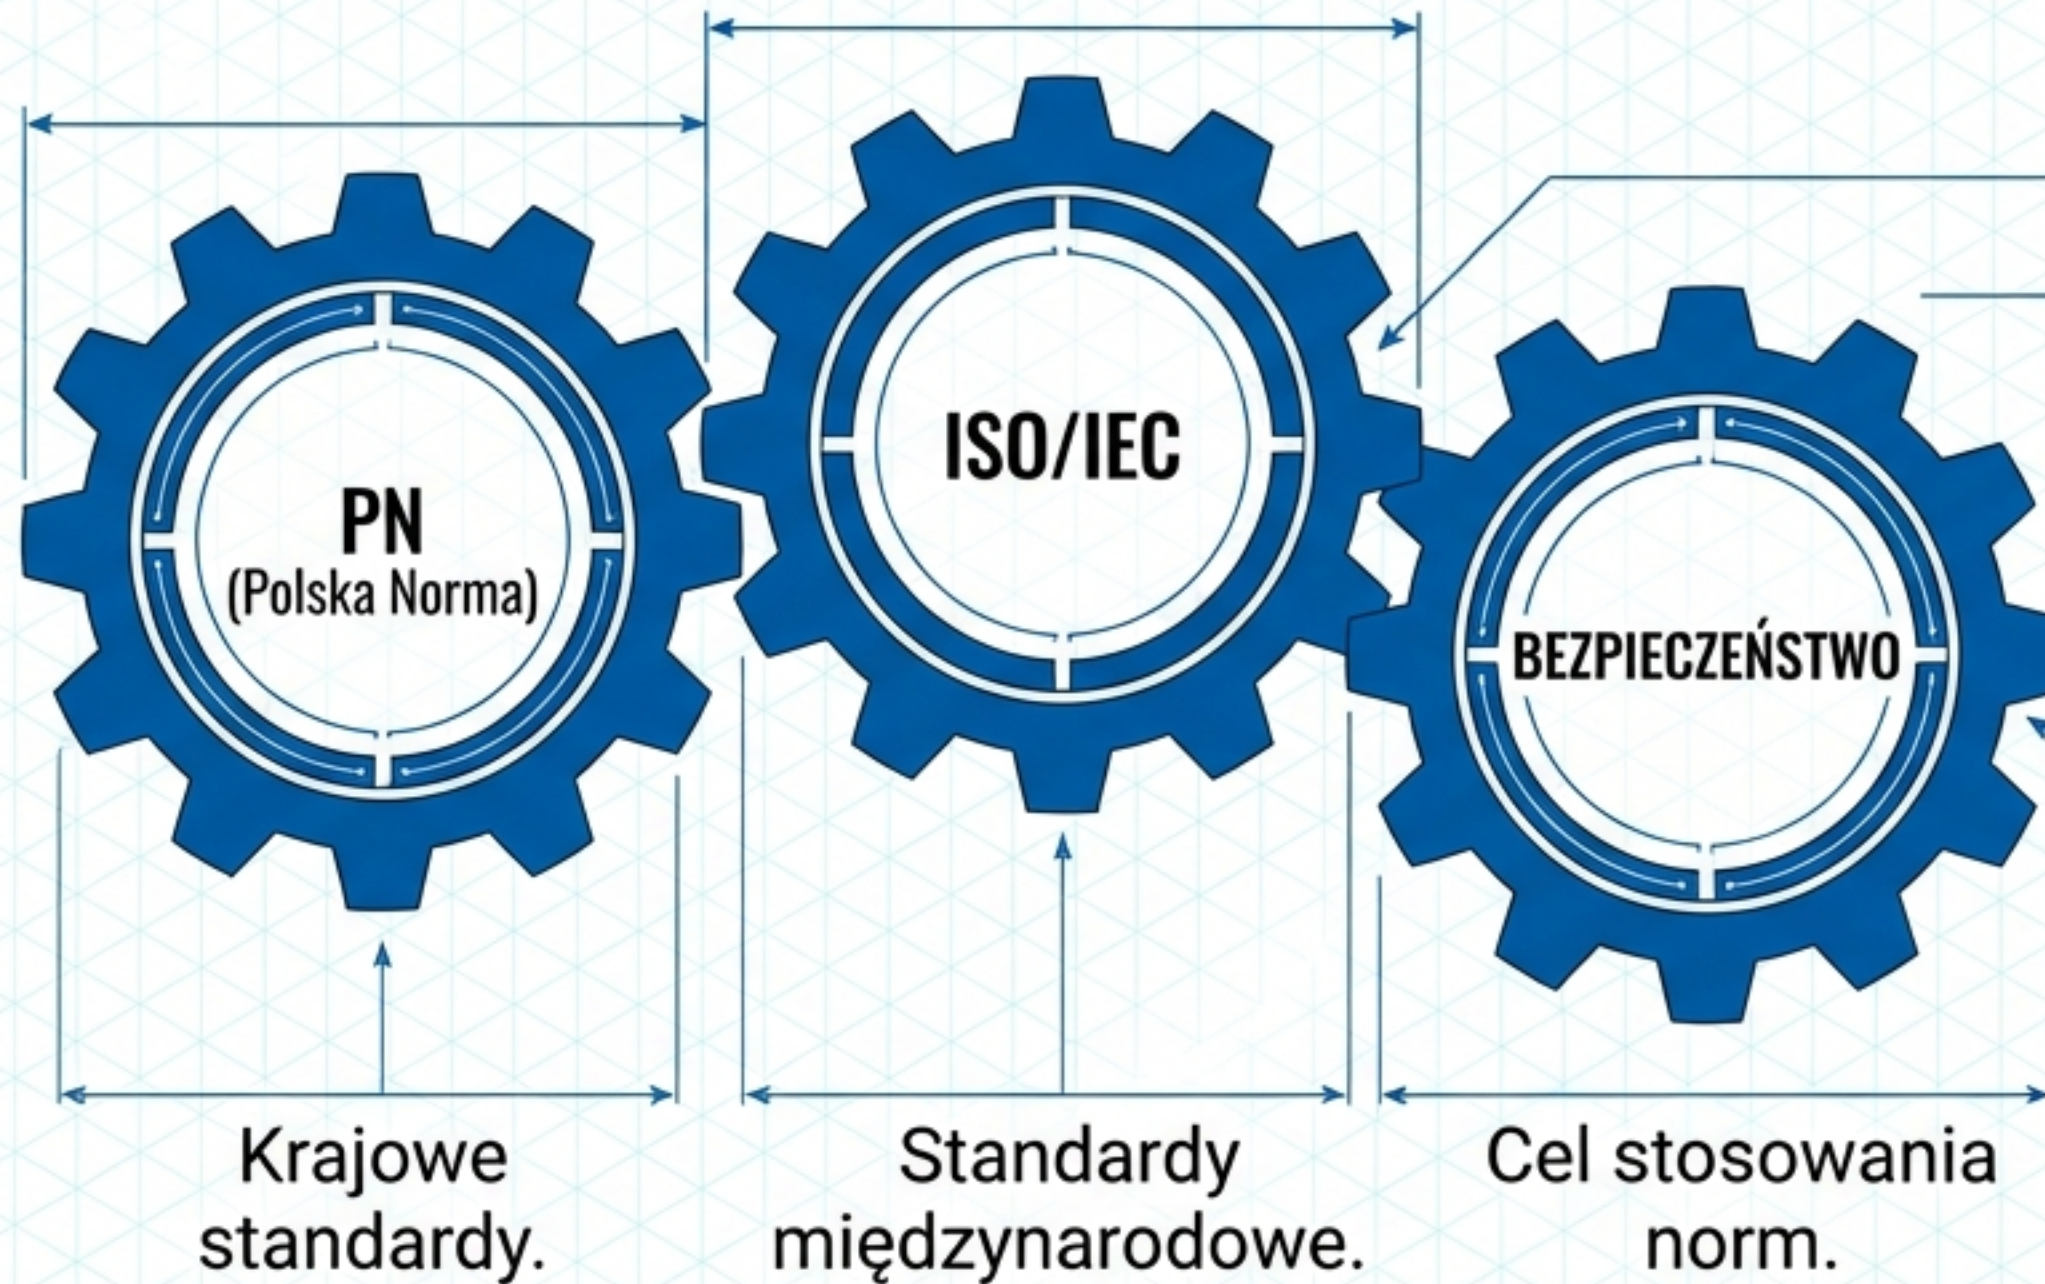 PN
(Polska Norma)
ISO/IEC
BEZPIECZEŃSTWO
Krajowe
standardy.
Standardy
międzynarodowe.
Cel stosowania
norm.